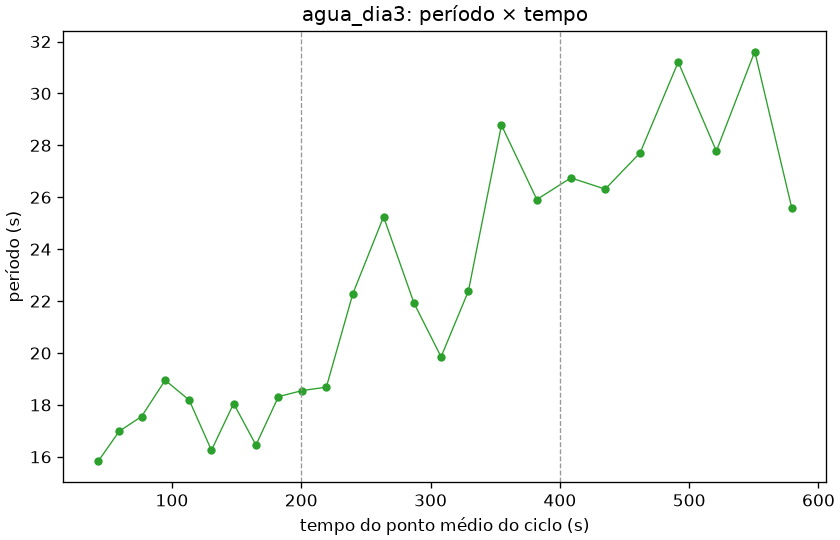 agua_dia3: período × tempo
período (s)
32
30
28
26
24
22
20
18
16
100 200 300 400 500 600
tempo do ponto médio do ciclo (s)